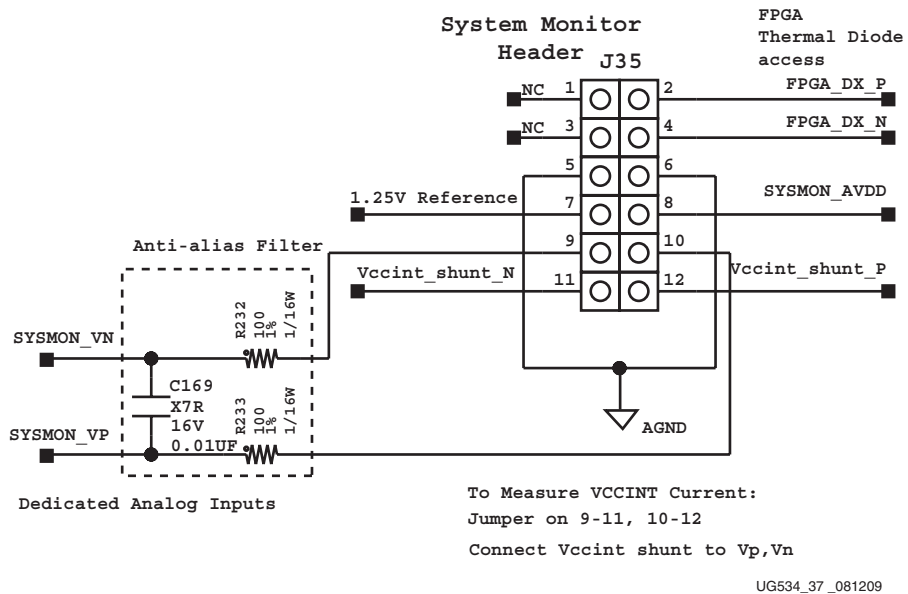 System Monitor
Header
J35
FPGA
Thermal Diode
access
NC 1 2 FPGA_DX_P
NC 3 4 FPGA_DX_N
5 6
1.25V Reference 7 8 SYSMON_AVDD
9 10
Vccint_shunt_N 11 12 Vccint_shunt_P
Anti-alias Filter
R232
100
1%
1/16W
SYSMON_VN
C169
X7R
16V
0.01UF
R233
100
1%
1/16W
SYSMON_VP
AGND
Dedicated Analog Inputs
To Measure VCCINT Current:
Jumper on 9-11, 10-12
Connect Vccint shunt to Vp,Vn
UG534_37 _081209